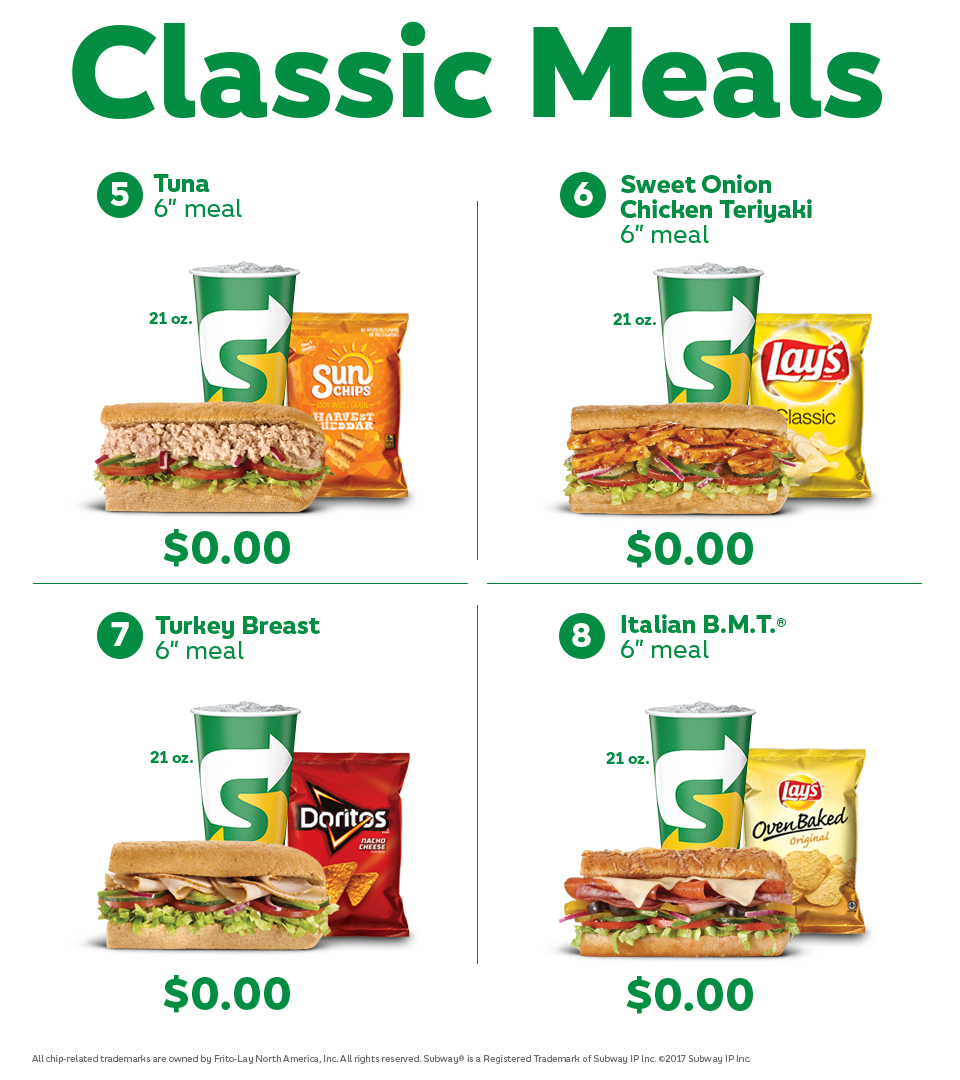 Classic Meals
5
Tuna
6" meal
21 oz.
Sun
CHIPS
100% WHOLE GRAIN
HARVEST
CHEDDAR
$0.00
6
Sweet Onion
Chicken Teriyaki
6" meal
21 oz.
Lay's
Classic
$0.00
7
Turkey Breast
6" meal
21 oz.
Doritos
NACHO
CHEESE
$0.00
8
Italian B.M.T.®
6" meal
21 oz.
Lay's
Oven Baked
Original
$0.00
All chip-related trademarks are owned by Frito-Lay North America, Inc. All rights reserved. Subway® is a Registered Trademark of Subway IP Inc. ©2017 Subway IP Inc.